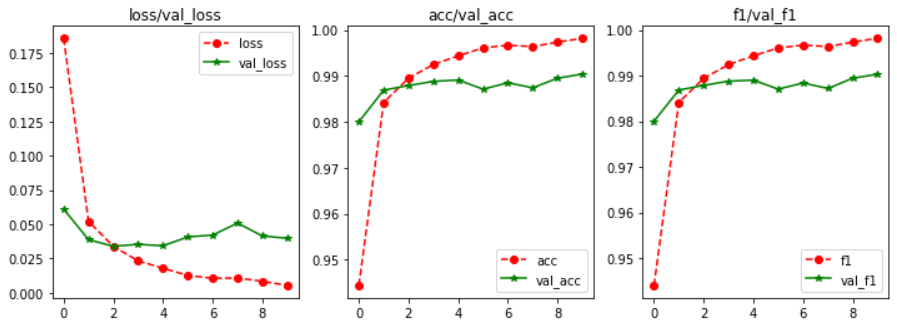 loss/val_loss
0.175
0.150
0.125
0.100
0.075
0.050
0.025
0.000
0 2 4 6 8
loss
val_loss
acc/val_acc
1.00
0.99
0.98
0.97
0.96
0.95
0 2 4 6 8
acc
val_acc
f1/val_f1
1.00
0.99
0.98
0.97
0.96
0.95
0 2 4 6 8
f1
val_f1